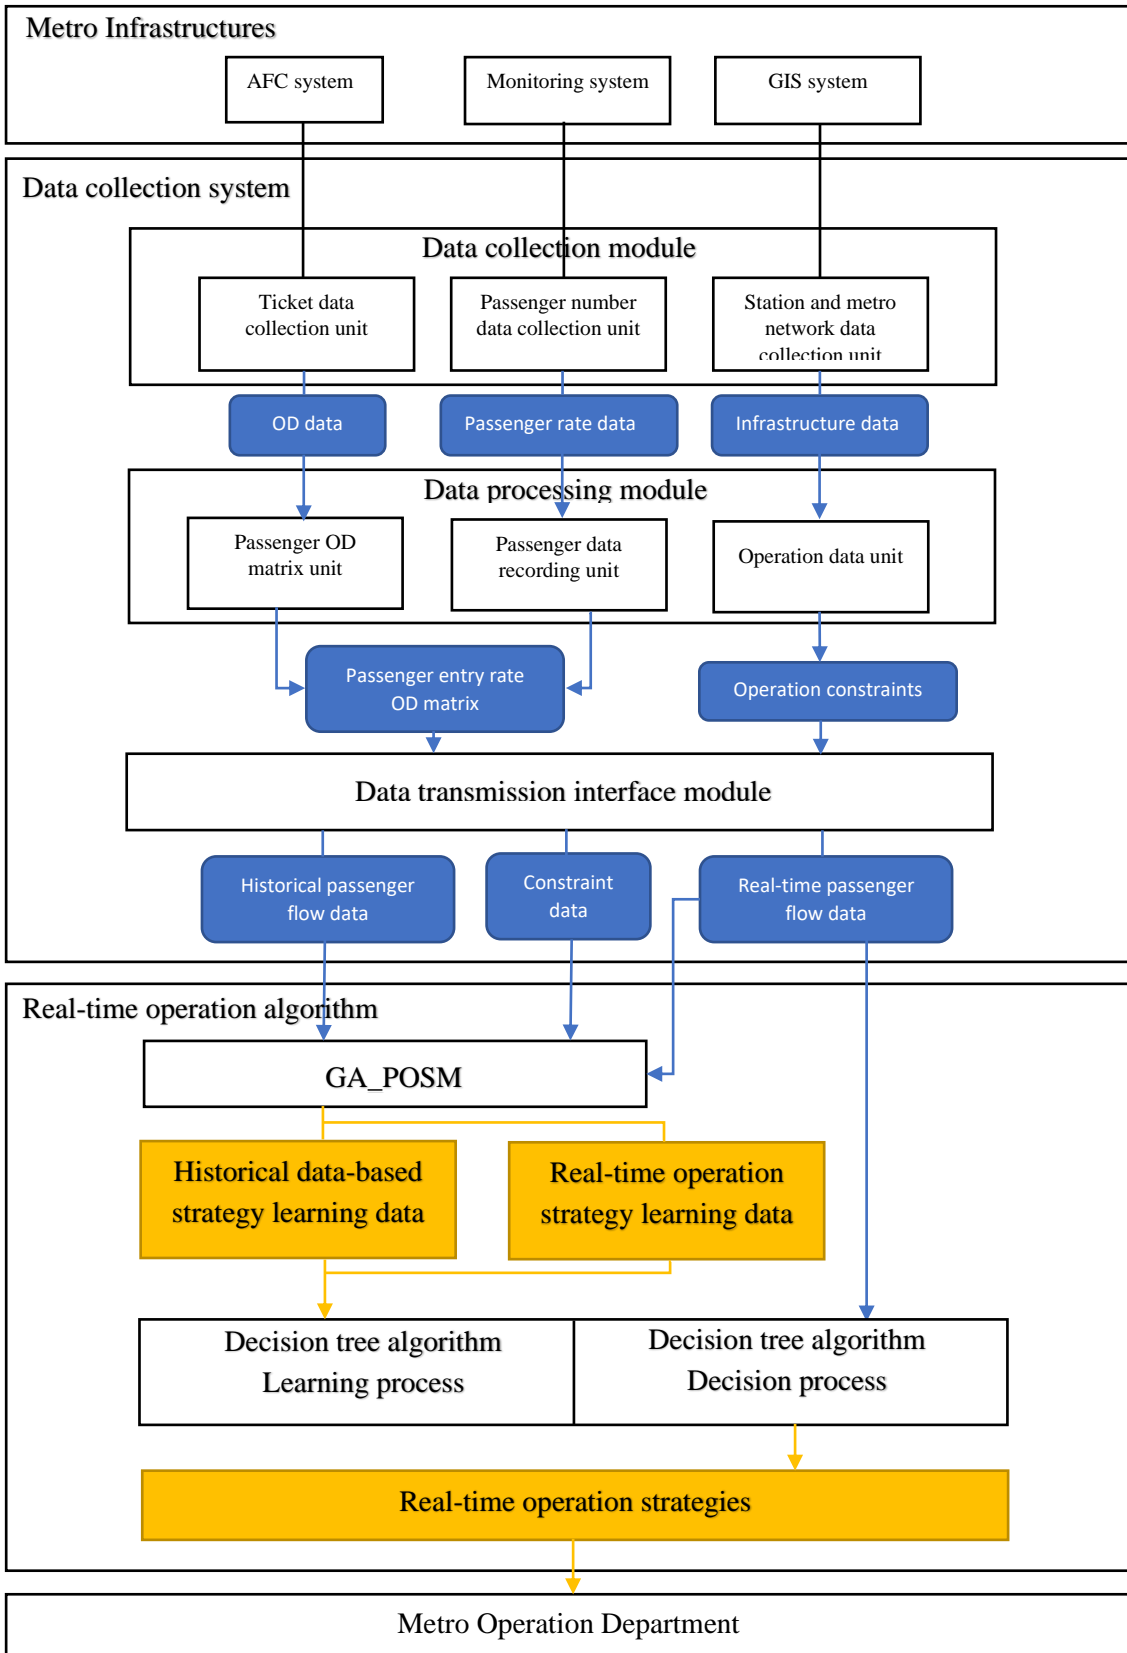 Metro Infrastructures
AFC system
Monitoring system
GIS system
Data collection system
Data collection module
Ticket data
collection unit
Passenger number
data collection unit
Station and metro
network data
collection unit
OD data
Passenger rate data
Infrastructure data
Data processing module
Passenger OD
matrix unit
Passenger data
recording unit
Operation data unit
Passenger entry rate
OD matrix
Operation constraints
Data transmission interface module
Historical passenger
flow data
Constraint
data
Real-time passenger
flow data
Real-time operation algorithm
GA_POSM
Historical data-based
strategy learning data
Real-time operation
strategy learning data
Decision tree algorithm
Learning process
Decision tree algorithm
Decision process
Real-time operation strategies
Metro Operation Department